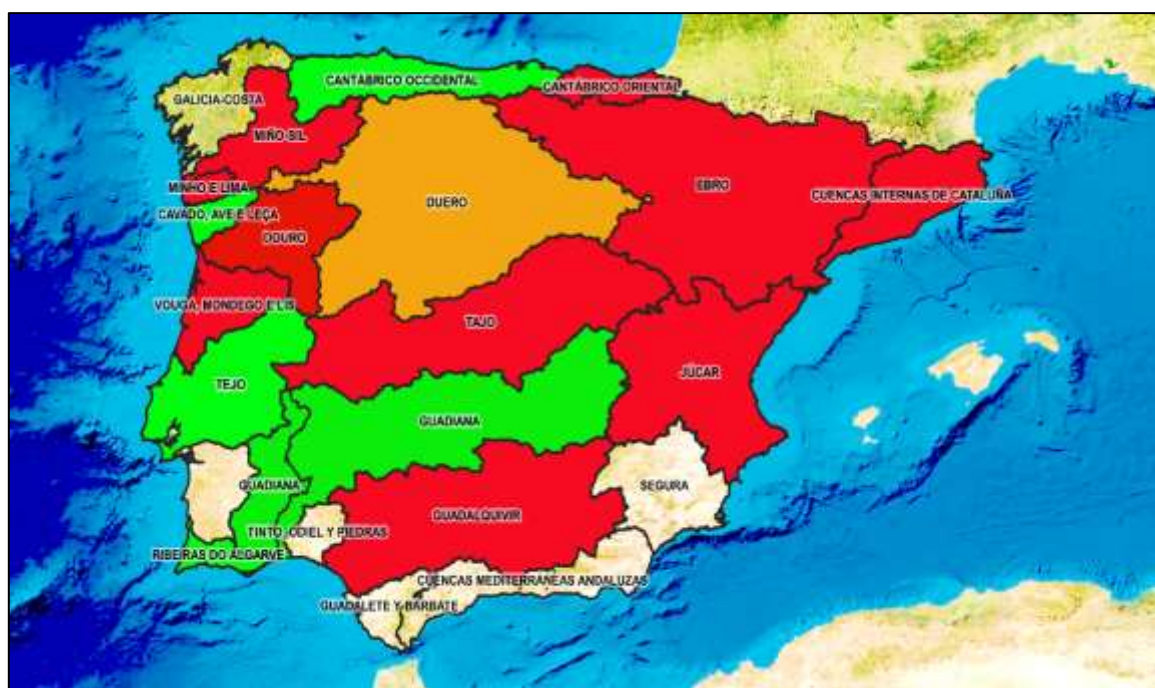 CANTÁBRICO OCCIDENTAL
CANTÁBRICO ORIENTAL
GALICIA-COSTA
MIÑO-SIL
MINHO E LIMA
EBRO
CUENCAS INTERNAS DE CATALUÑA
DUERO
CAVADO, AVE E LEÇA
DOURO
VOUGA, MONDEGO E LIS
TAJO
TEJO
JÚCAR
GUADIANA
GUADIANA
SEGURA
GUADALQUIVIR
TINTO, ODIEL Y PIEDRAS
RIBEIRAS DO ALGARVE
CUENCAS MEDITERRÁNEAS ANDALUZAS
GUADALETE Y BARBATE